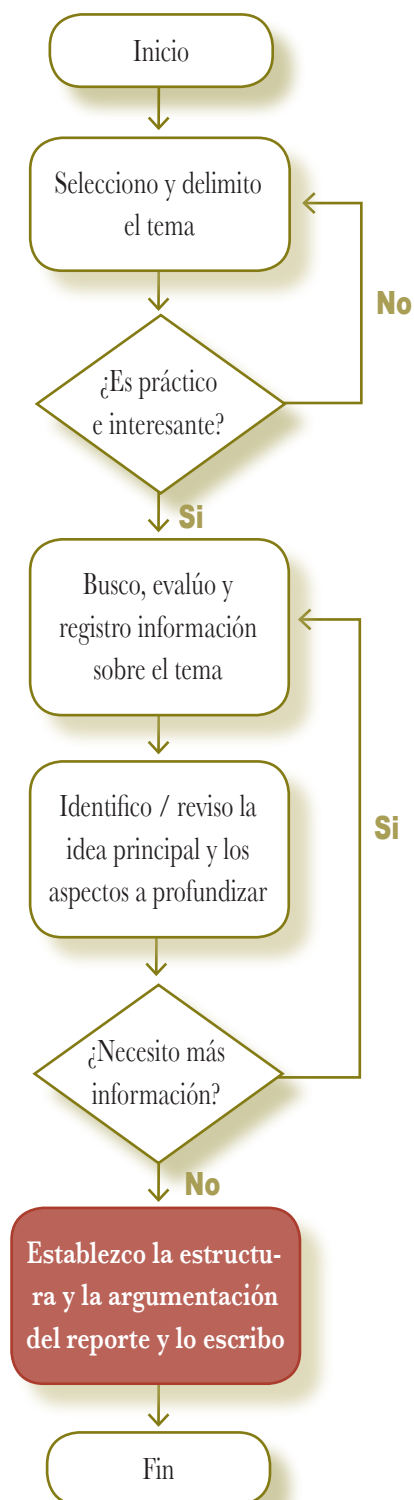 Inicio
Selecciono y delimito
el tema
No
¿Es práctico
e interesante?
Si
Busco, evalúo y
registro información
sobre el tema
Identifico / reviso la
idea principal y los
aspectos a profundizar
Si
¿Necesito más
información?
No
Establezco la estructu-
ra y la argumentación
del reporte y lo escribo
Fin